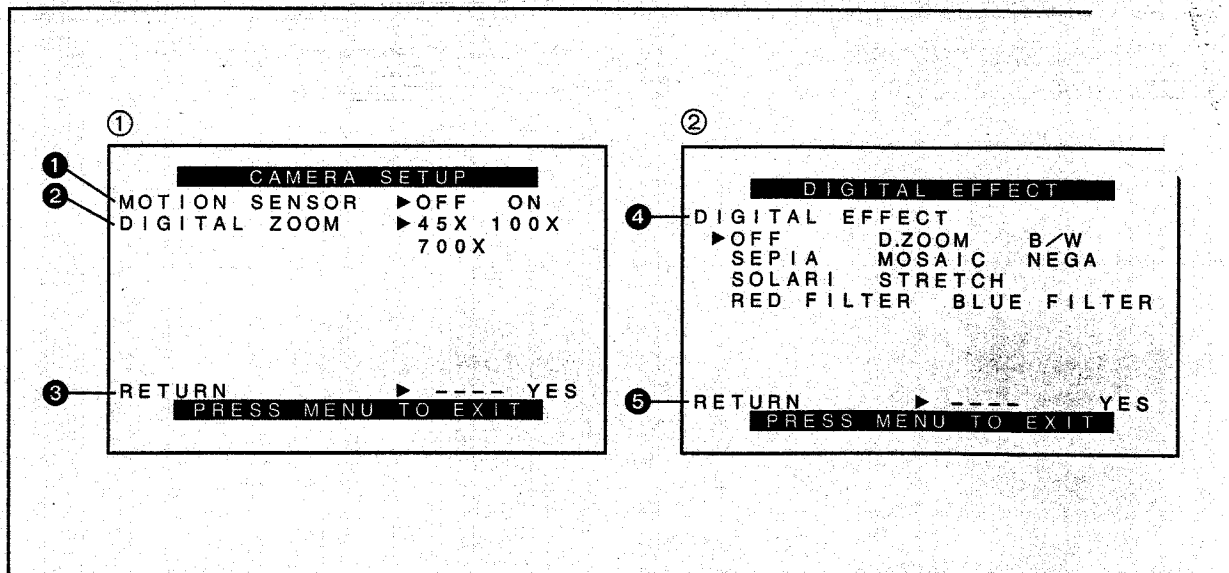 ①
CAMERA SETUP
❶ MOTION SENSOR ▶OFF ON
❷ DIGITAL ZOOM ▶45X 100X
700X
❸ RETURN ▶ ---- YES
PRESS MENU TO EXIT
②
DIGITAL EFFECT
❹ DIGITAL EFFECT
▶OFF D.ZOOM B/W
SEPIA MOSAIC NEGA
SOLARI STRETCH
RED FILTER BLUE FILTER
❺ RETURN ▶ ---- YES
PRESS MENU TO EXIT